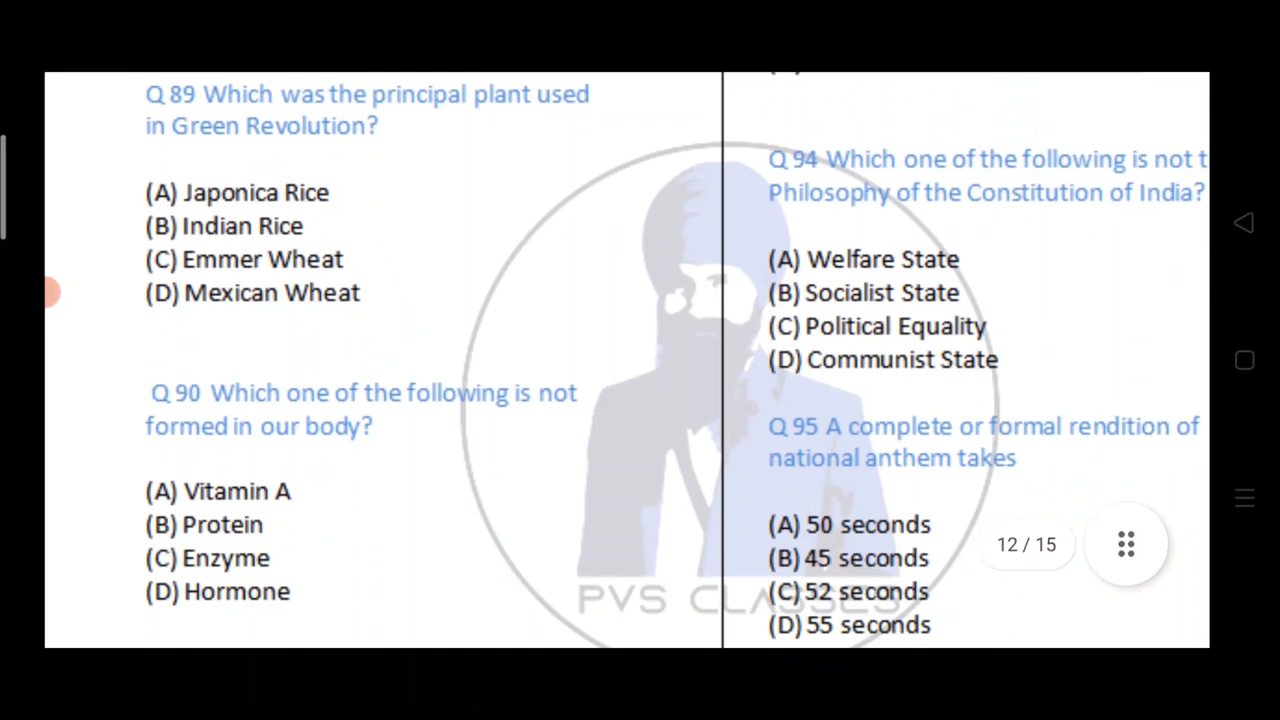 Q 89 Which was the principal plant used
in Green Revolution?
(A) Japonica Rice
(B) Indian Rice
(C) Emmer Wheat
(D) Mexican Wheat
Q 90 Which one of the following is not
formed in our body?
(A) Vitamin A
(B) Protein
(C) Enzyme
(D) Hormone
Q 94 Which one of the following is not t
Philosophy of the Constitution of India?
(A) Welfare State
(B) Socialist State
(C) Political Equality
(D) Communist State
Q 95 A complete or formal rendition of
national anthem takes
(A) 50 seconds
(B) 45 seconds
(C) 52 seconds
(D) 55 seconds
12 / 15
PVS CLASSES